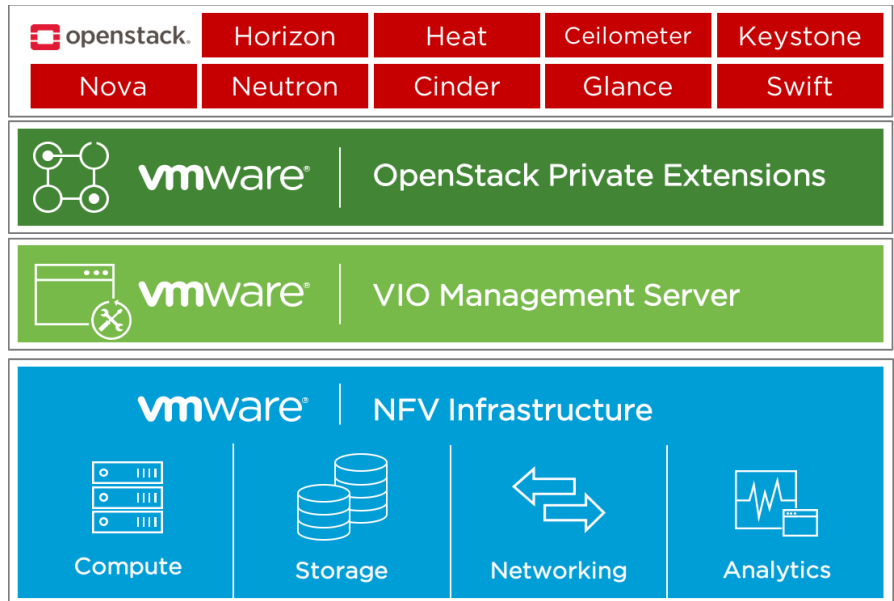 openstack. Horizon Heat Ceilometer Keystone
Nova Neutron Cinder Glance Swift
vmware® OpenStack Private Extensions
vmware® VIO Management Server
vmware® NFV Infrastructure
Compute Storage Networking Analytics